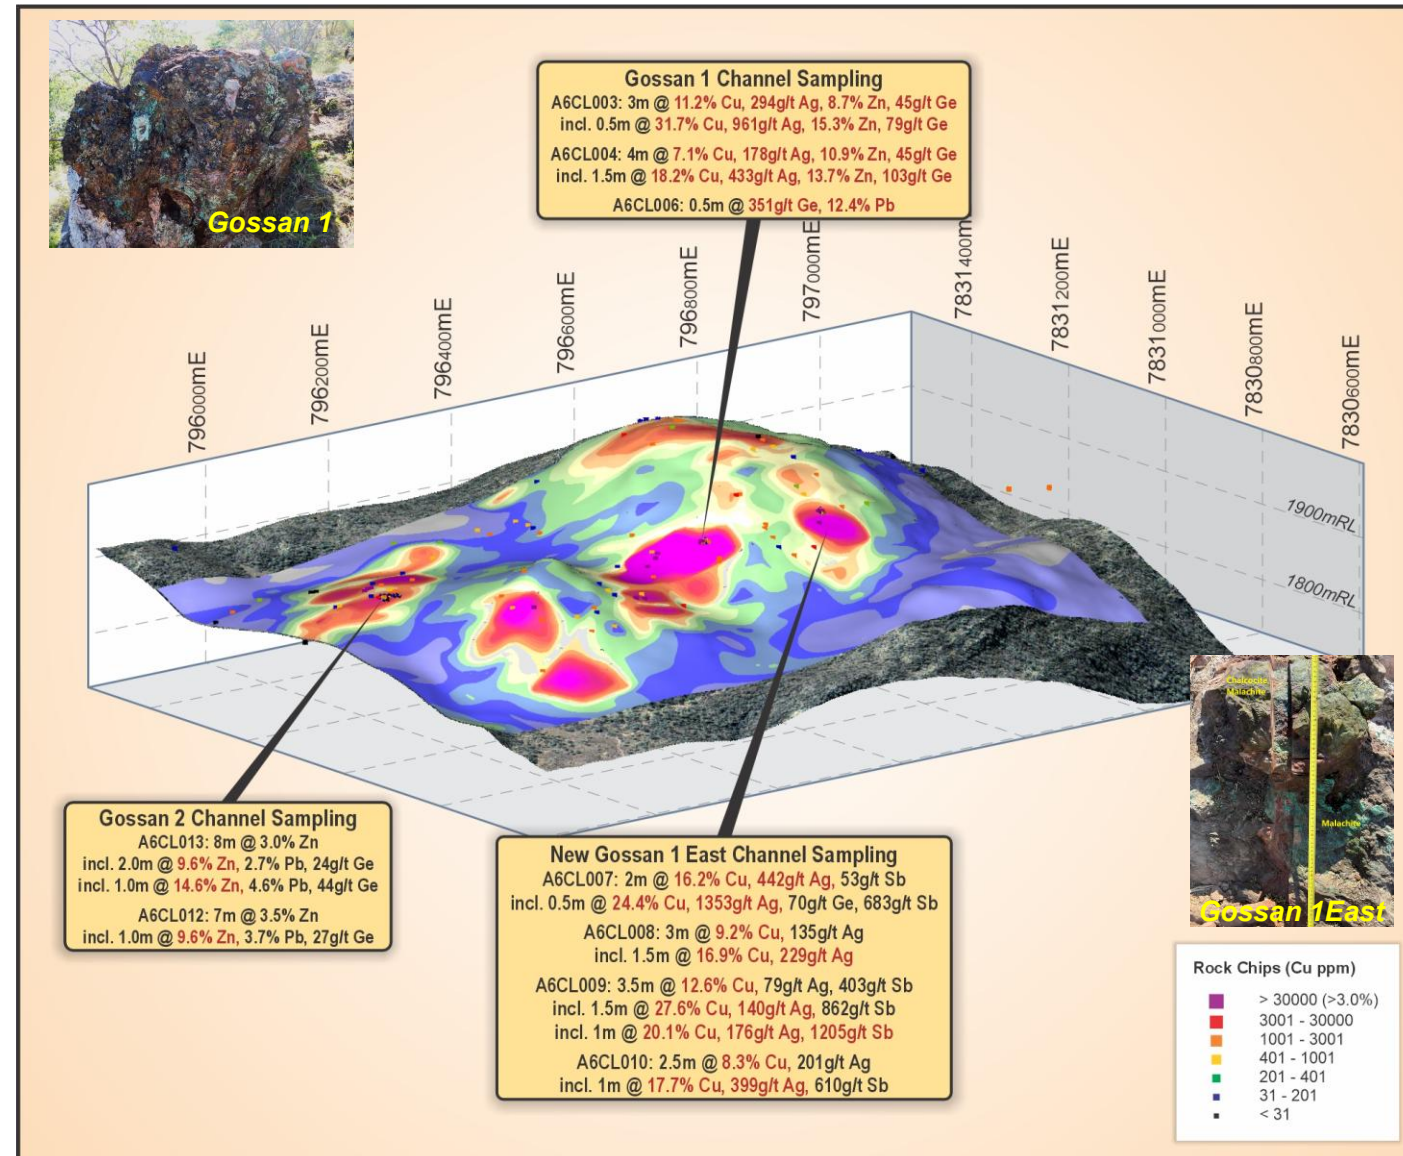 Gossan 1
Gossan 1 Channel Sampling
A6CL003: 3m @ 11.2% Cu, 294g/t Ag, 8.7% Zn, 45g/t Ge
incl. 0.5m @ 31.7% Cu, 961g/t Ag, 15.3% Zn, 79g/t Ge
A6CL004: 4m @ 7.1% Cu, 178g/t Ag, 10.9% Zn, 45g/t Ge
incl. 1.5m @ 18.2% Cu, 433g/t Ag, 13.7% Zn, 103g/t Ge
A6CL006: 0.5m @ 351g/t Ge, 12.4% Pb
796000mE
796200mE
796400mE
796600mE
796800mE
797000mE
7831400m
7831200mE
7831000mE
7830800mE
7830600mE
1900mRL
1800mRL
Chalcocite
Malachite
Malachite
Gossan 1East
Gossan 2 Channel Sampling
A6CL013: 8m @ 3.0% Zn
incl. 2.0m @ 9.6% Zn, 2.7% Pb, 24g/t Ge
incl. 1.0m @ 14.6% Zn, 4.6% Pb, 44g/t Ge
A6CL012: 7m @ 3.5% Zn
incl. 1.0m @ 9.6% Zn, 3.7% Pb, 27g/t Ge
New Gossan 1 East Channel Sampling
A6CL007: 2m @ 16.2% Cu, 442g/t Ag, 53g/t Sb
incl. 0.5m @ 24.4% Cu, 1353g/t Ag, 70g/t Ge, 683g/t Sb
A6CL008: 3m @ 9.2% Cu, 135g/t Ag
incl. 1.5m @ 16.9% Cu, 229g/t Ag
A6CL009: 3.5m @ 12.6% Cu, 79g/t Ag, 403g/t Sb
incl. 1.5m @ 27.6% Cu, 140g/t Ag, 862g/t Sb
incl. 1m @ 20.1% Cu, 176g/t Ag, 1205g/t Sb
A6CL010: 2.5m @ 8.3% Cu, 201g/t Ag
incl. 1m @ 17.7% Cu, 399g/t Ag, 610g/t Sb
Rock Chips (Cu ppm)
> 30000 (>3.0%)
3001 - 30000
1001 - 3001
401 - 1001
201 - 401
31 - 201
< 31